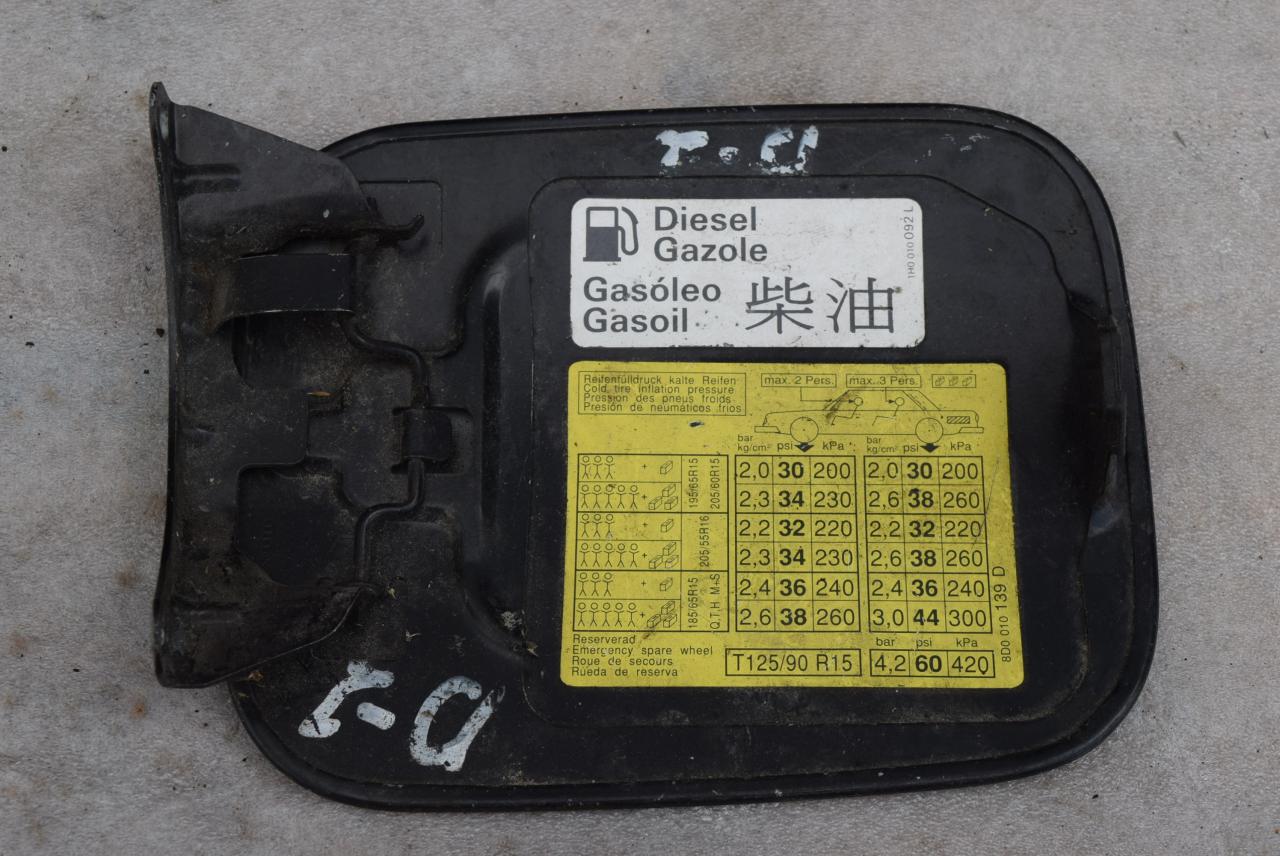 Diesel
Gazole
Gasóleo
Gasoil
柴油
1H0 010 092 L
Reifenfülldruck kalte Reifen
Cold tire inflation pressure
Pression des pneus froids
Presión de neumáticos frios
max. 2 Pers. max. 3 Pers.
bar psi kPa bar psi kPa
kg/cm² kg/cm²
195/65R15
205/60R15
+ 2,0 30 200 2,0 30 200
+ 2,3 34 230 2,6 38 260
205/55R16
+ 2,2 32 220 2,2 32 220
+ 2,3 34 230 2,6 38 260
185/65R15
Q.T.H M+S
+ 2,4 36 240 2,4 36 240
+ 2,6 38 260 3,0 44 300
Reserverad
Emergency spare wheel
Roue de secours
Rueda de reserva
T125/90 R15
bar psi kPa
4,2 60 420
8D0 010 139 D